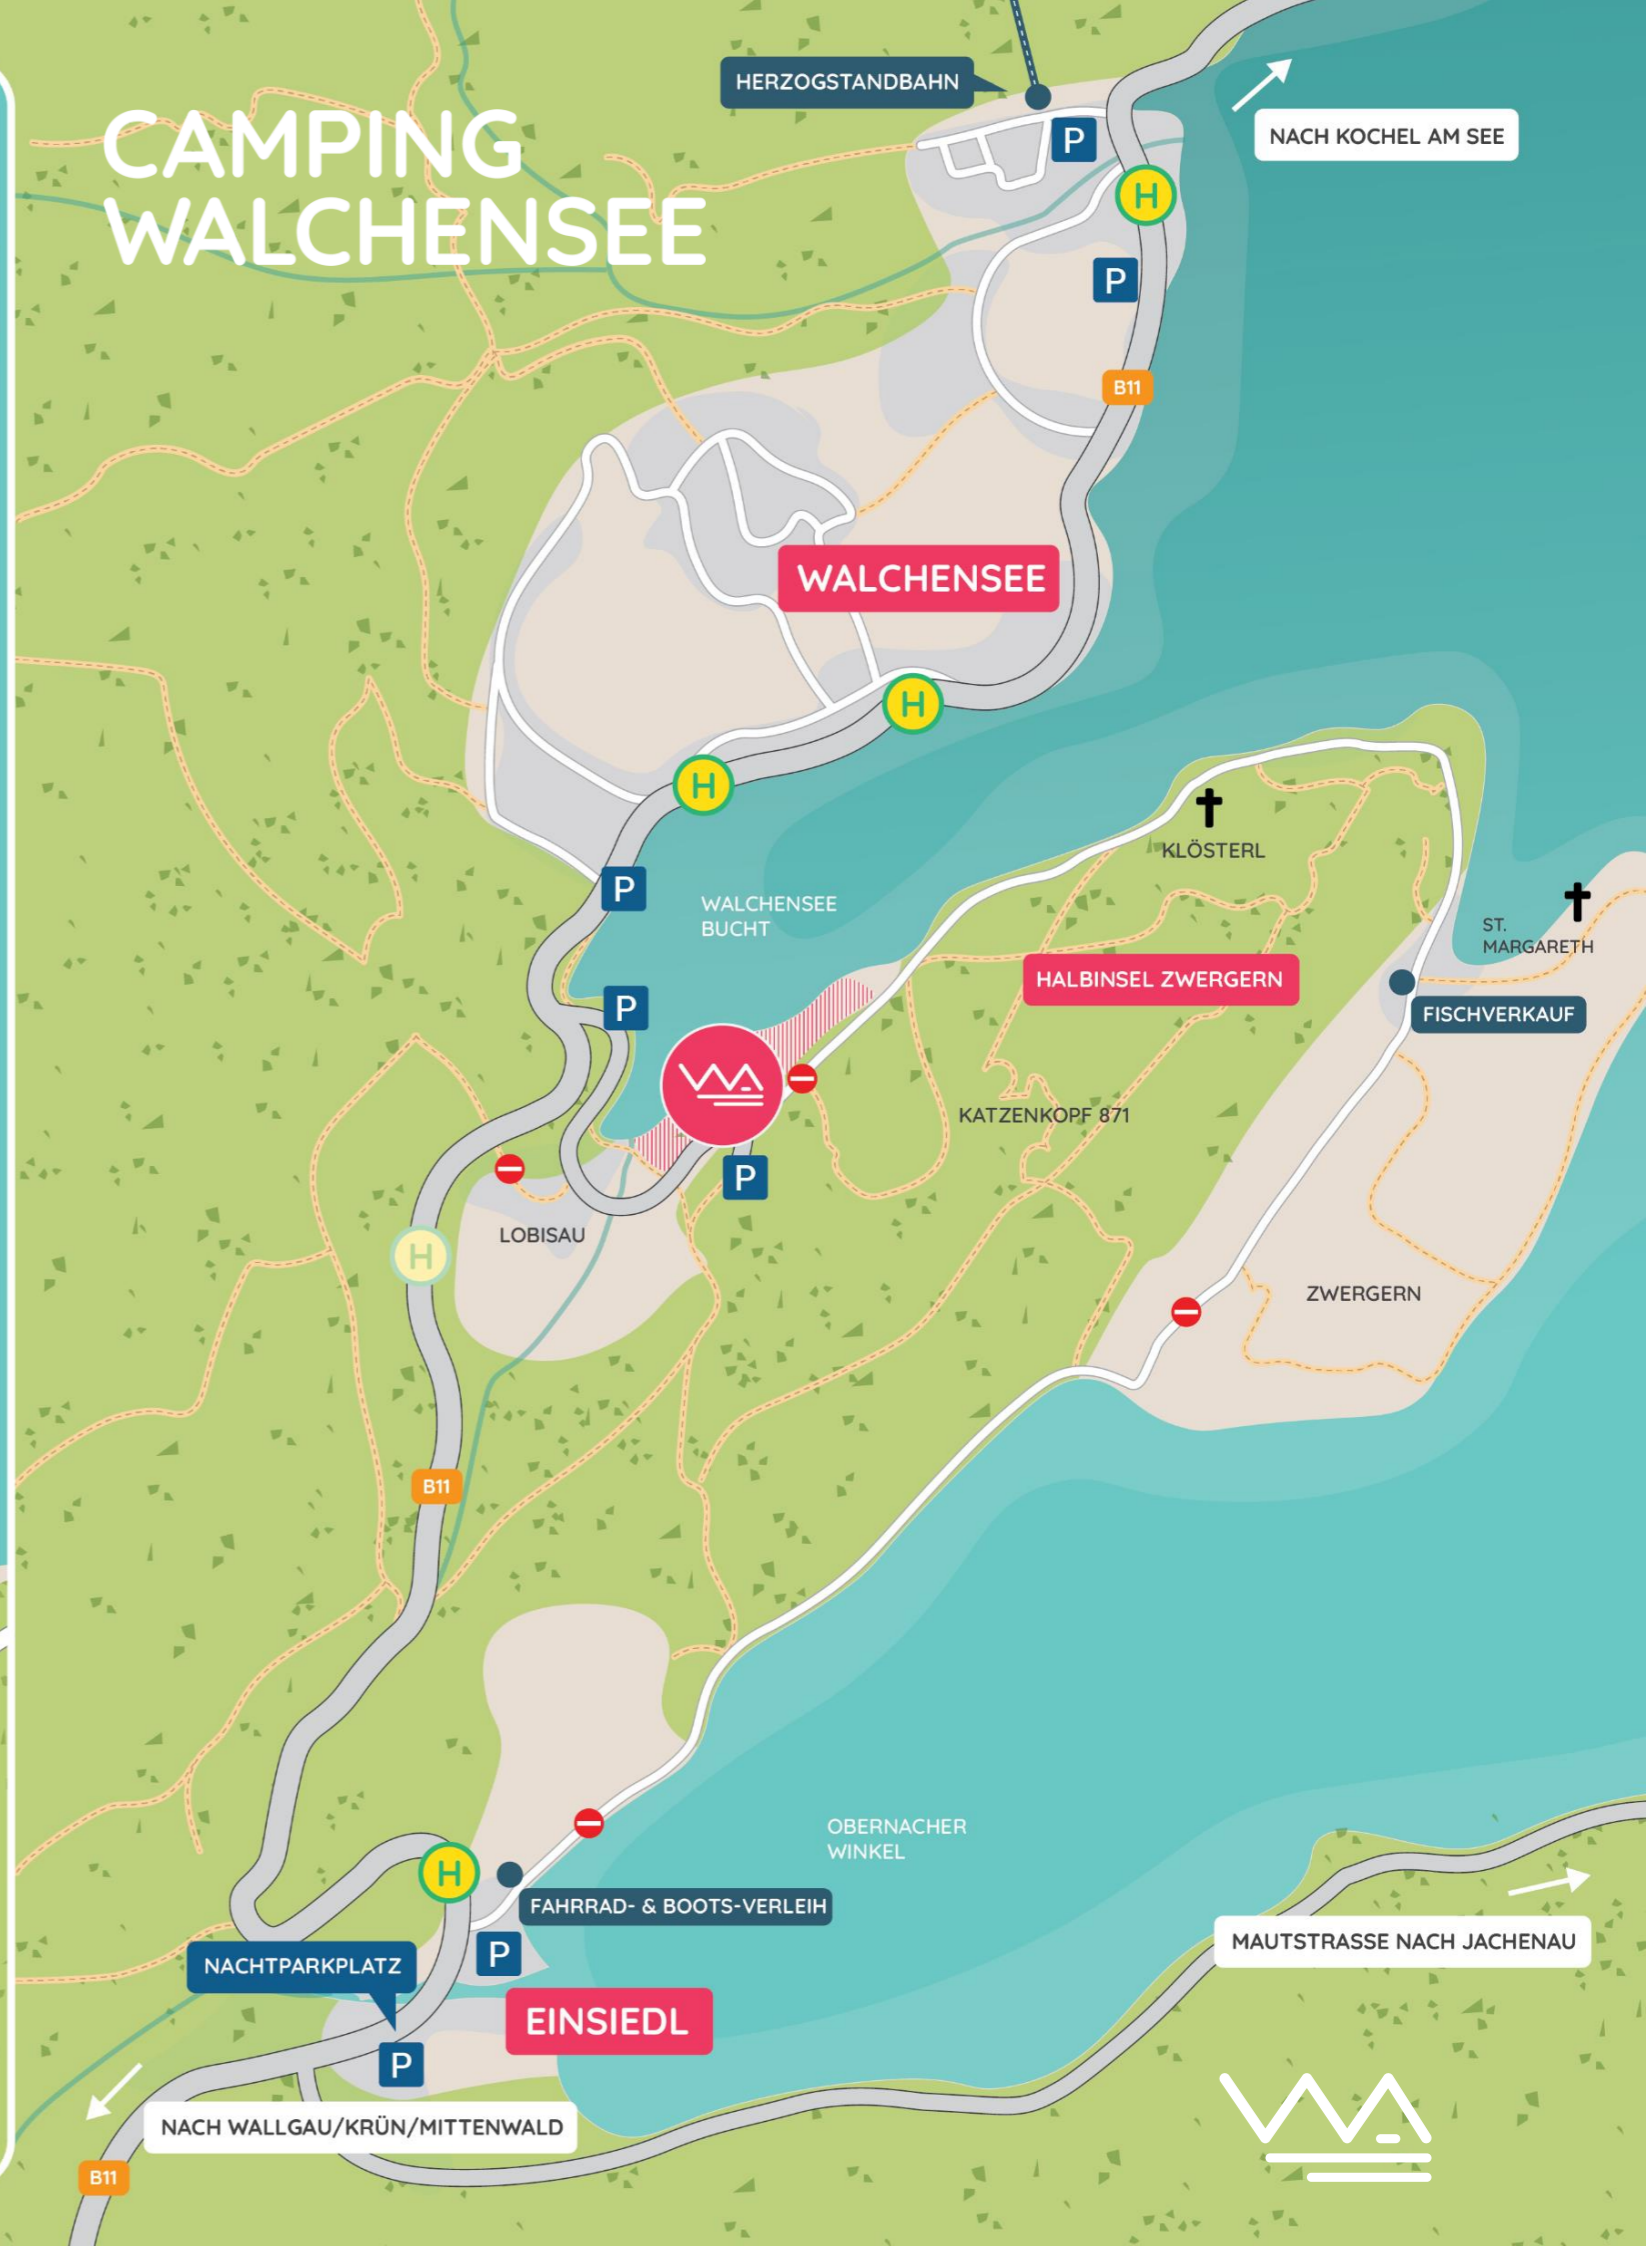 CAMPING
WALCHENSEE
HERZOGSTANDBAHN
NACH KOCHEL AM SEE
P
H
P
B11
WALCHENSEE
H
H
KLÖSTERL
P
WALCHENSEE
BUCHT
ST.
MARGARETH
HALBINSEL ZWERGERN
P
FISCHVERKAUF
KATZENKOPF 871
P
LOBISAU
H
ZWERGERN
B11
OBERNACHER
WINKEL
H
FAHRRAD- & BOOTS-VERLEIH
MAUTSTRASSE NACH JACHENAU
P
NACHTPARKPLATZ
EINSIEDL
P
NACH WALLGAU/KRÜN/MITTENWALD
B11